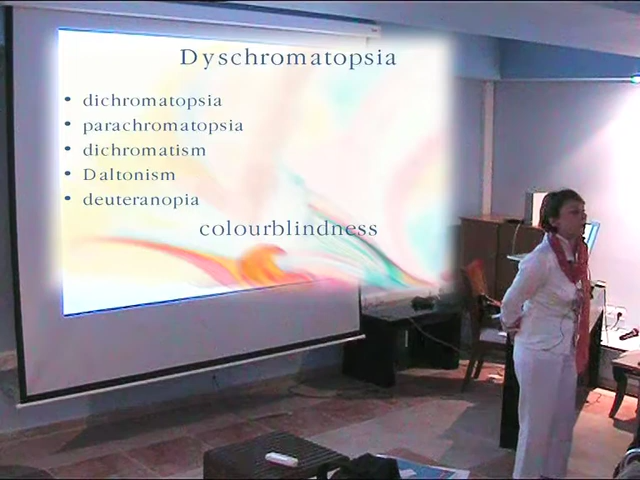 Dyschromatopsia
• dichromatopsia
• parachromatopsia
• dichromatism
• Daltonism
• deuteranopia
colourblindness